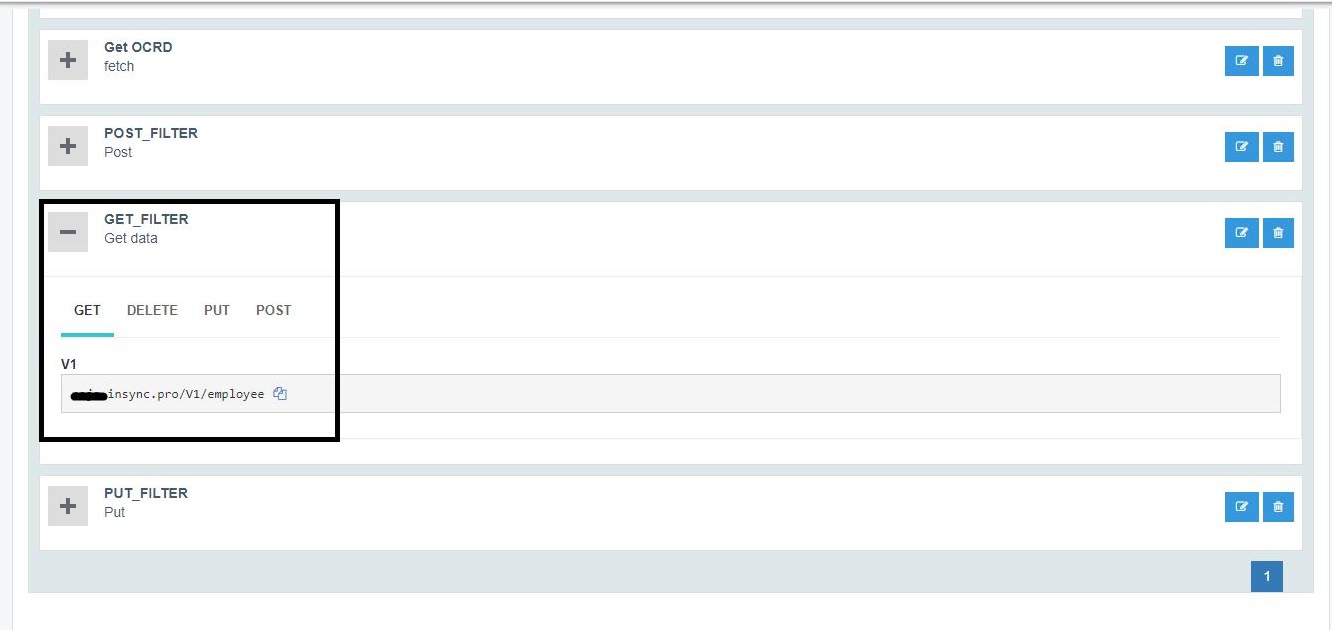 Get OCRD
fetch
POST_FILTER
Post
GET_FILTER
Get data
GET DELETE PUT POST
V1
insync.pro/V1/employee
PUT_FILTER
Put
1